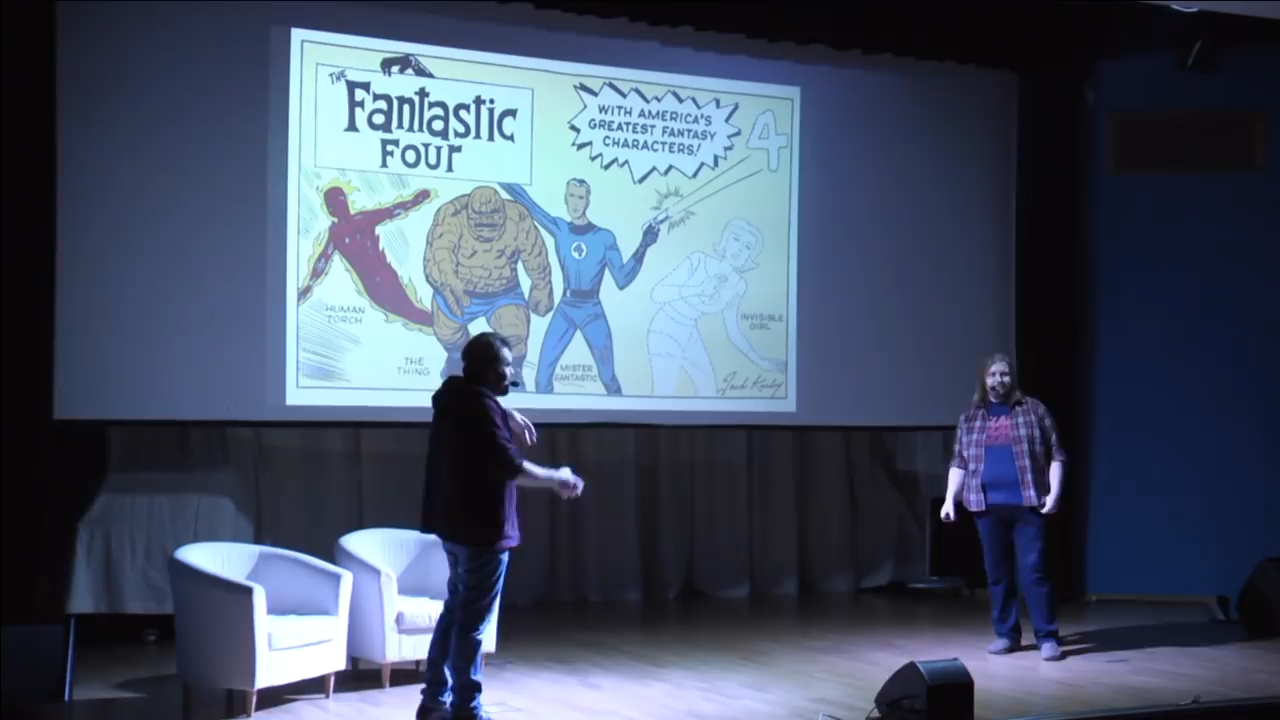 THE
Fantastic
FOUR
WITH AMERICA'S
GREATEST FANTASY
CHARACTERS!
4
4
HUMAN
TORCH
THE
THING
MISTER
FANTASTIC
INVISIBLE
GIRL
Jack Kirby